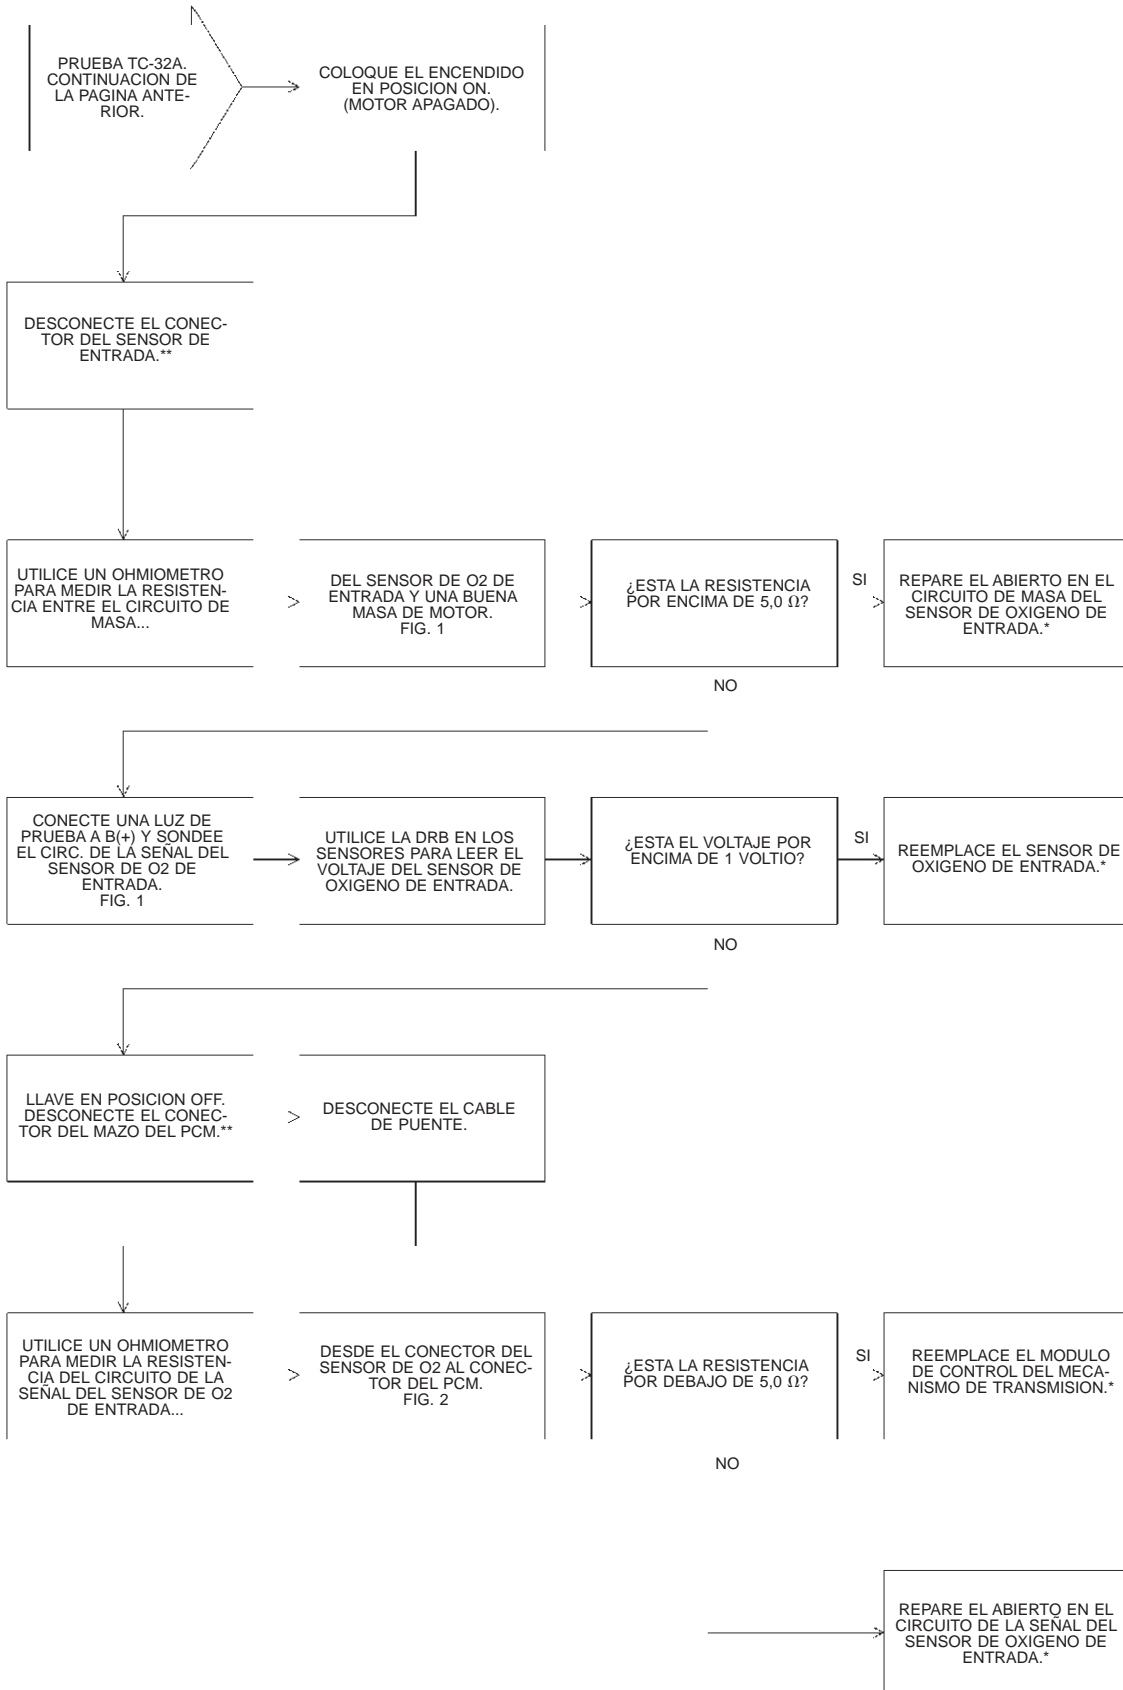 PRUEBA TC-32A.
CONTINUACION DE
LA PAGINA ANTE-
RIOR.
COLOQUE EL ENCENDIDO
EN POSICION ON.
(MOTOR APAGADO).
DESCONECTE EL CONEC-
TOR DEL SENSOR DE
ENTRADA.**
UTILICE UN OHMIOMETRO
PARA MEDIR LA RESISTEN-
CIA ENTRE EL CIRCUITO DE
MASA...
DEL SENSOR DE O2 DE
ENTRADA Y UNA BUENA
MASA DE MOTOR.
FIG. 1
¿ESTA LA RESISTENCIA
POR ENCIMA DE 5,0 Ω?
SI
REPARE EL ABIERTO EN EL
CIRCUITO DE MASA DEL
SENSOR DE OXIGENO DE
ENTRADA.*
NO
CONECTE UNA LUZ DE
PRUEBA A B(+) Y SONDEE
EL CIRC. DE LA SEÑAL DEL
SENSOR DE O2 DE
ENTRADA.
FIG. 1
UTILICE LA DRB EN LOS
SENSORES PARA LEER EL
VOLTAJE DEL SENSOR DE
OXIGENO DE ENTRADA.
¿ESTA EL VOLTAJE POR
ENCIMA DE 1 VOLTIO?
SI
REEMPLACE EL SENSOR DE
OXIGENO DE ENTRADA.*
NO
LLAVE EN POSICION OFF.
DESCONECTE EL CONEC-
TOR DEL MAZO DEL PCM.**
DESCONECTE EL CABLE
DE PUENTE.
UTILICE UN OHMIOMETRO
PARA MEDIR LA RESISTEN-
CIA DEL CIRCUITO DE LA
SEÑAL DEL SENSOR DE O2
DE ENTRADA...
DESDE EL CONECTOR DEL
SENSOR DE O2 AL CONEC-
TOR DEL PCM.
FIG. 2
¿ESTA LA RESISTENCIA
POR DEBAJO DE 5,0 Ω?
SI
REEMPLACE EL MODULO
DE CONTROL DEL MECA-
NISMO DE TRANSMISION.*
NO
REPARE EL ABIERTO EN EL
CIRCUITO DE LA SEÑAL DEL
SENSOR DE OXIGENO DE
ENTRADA.*